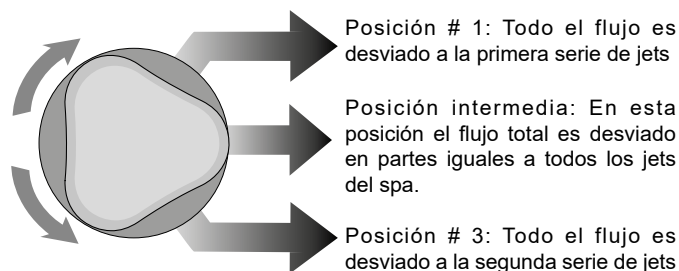 Posición # 1: Todo el flujo es
desviado a la primera serie de jets
Posición intermedia: En esta
posición el flujo total es desviado
en partes iguales a todos los jets
del spa.
Posición # 3: Todo el flujo es
desviado a la segunda serie de jets